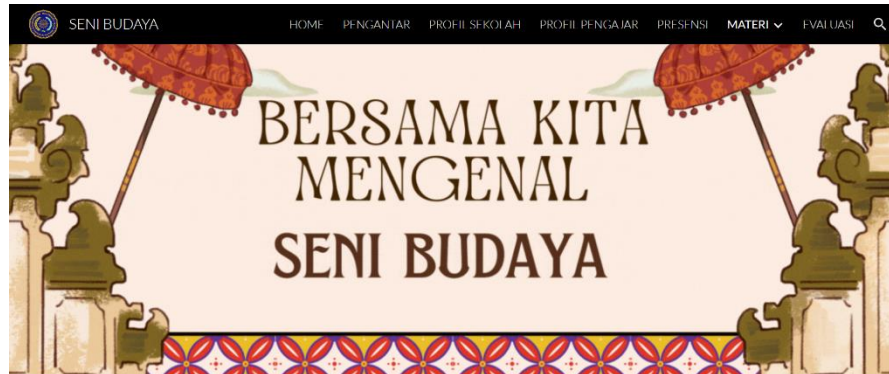 SENI BUDAYA HOME PENGANTAR PROFIL SEKOLAH PROFIL PENGAJAR PRESENSI MATERI EVALUASI
BERSAMA KITA
MENGENAL
SENI BUDAYA